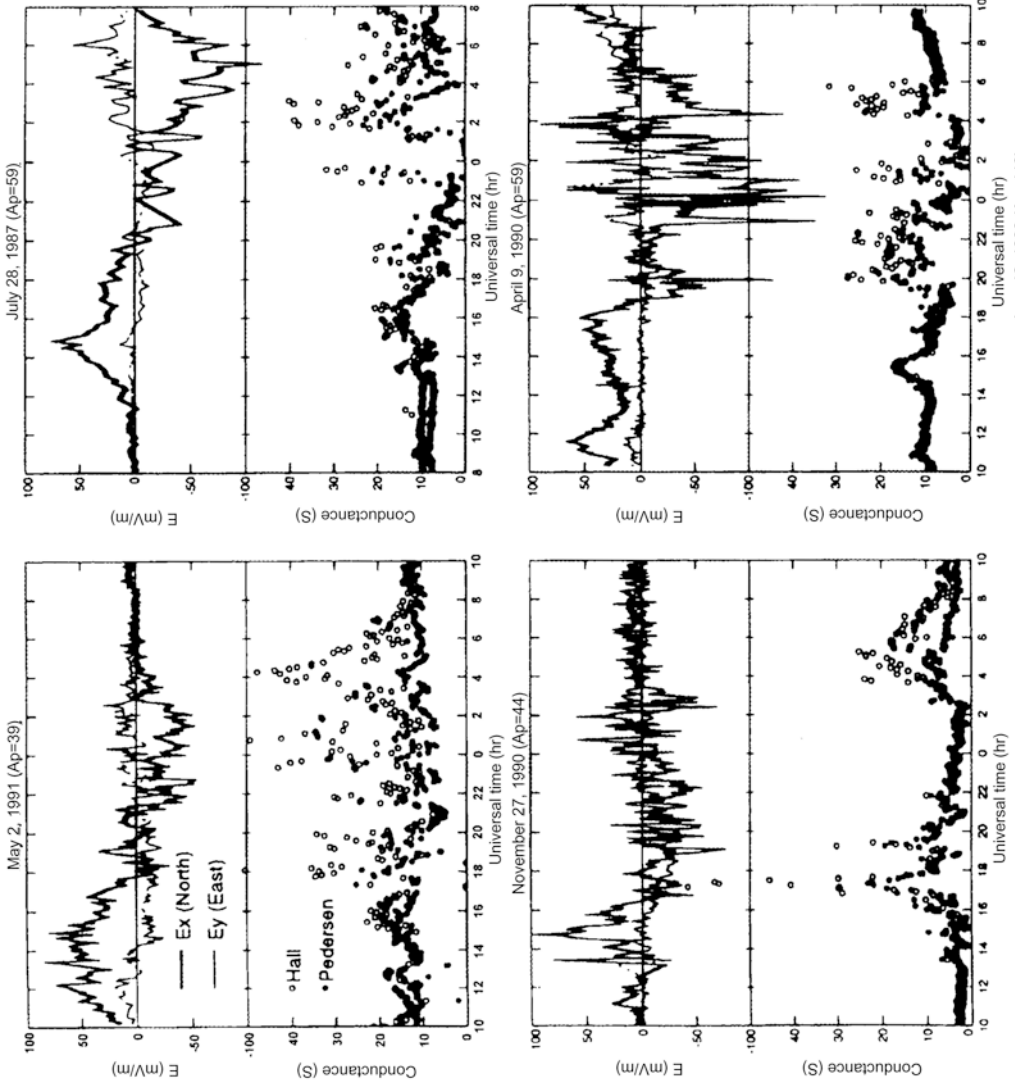 May 2, 1991 (Ap=39)
100
50
0
-50
-100
E (mV/m)
Ex (North)
Ey (East)
Hall
Pedersen
40
30
20
10
0
Conductance (S)
10 12 14 16 18 20 22 0 2 4 6 8 10
Universal time (hr)
July 28, 1987 (Ap=59)
100
50
0
-50
-100
E (mV/m)
40
30
20
10
0
Conductance (S)
8 10 12 14 16 18 20 22 0 2 4 6 8
Universal time (hr)
November 27, 1990 (Ap=44)
100
50
0
-50
-100
E (mV/m)
40
30
20
10
0
Conductance (S)
10 12 14 16 18 20 22 0 2 4 6 8 10
Universal time (hr)
April 9, 1990 (Ap=59)
100
50
0
-50
-100
E (mV/m)
40
30
20
10
0
Conductance (S)
10 12 14 16 18 20 22 0 2 4 6 8 10
Universal time (hr)